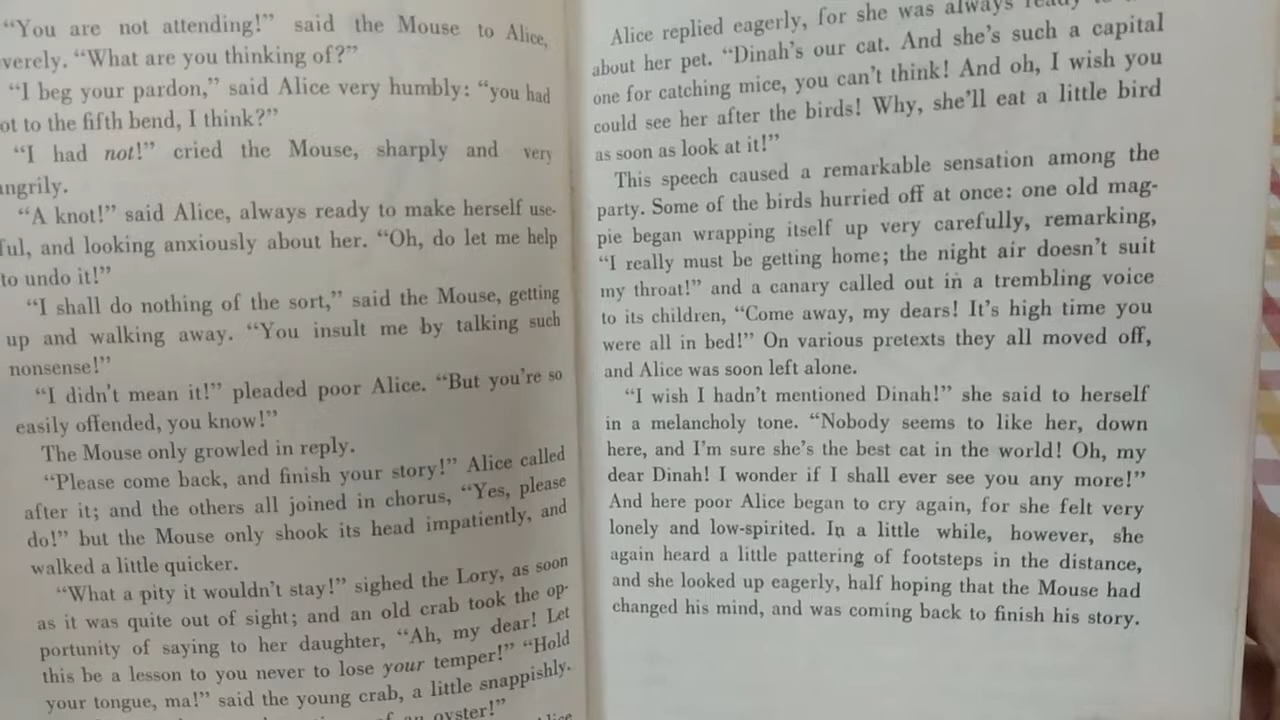 “You are not attending!” said the Mouse to Alice,
verely. “What are you thinking of?”
“I beg your pardon,” said Alice very humbly: “you had
ot to the fifth bend, I think?”
“I had not!” cried the Mouse, sharply and very
ngrily.
“A knot!” said Alice, always ready to make herself use-
ful, and looking anxiously about her. “Oh, do let me help
to undo it!”
“I shall do nothing of the sort,” said the Mouse, getting
up and walking away. “You insult me by talking such
nonsense!”
“I didn't mean it!” pleaded poor Alice. “But you’re so
easily offended, you know!”
The Mouse only growled in reply.
“Please come back, and finish your story!” Alice called
after it; and the others all joined in chorus, “Yes, please
do!” but the Mouse only shook its head impatiently, and
walked a little quicker.
“What a pity it wouldn’t stay!” sighed the Lory, as soon
as it was quite out of sight; and an old crab took the op-
portunity of saying to her daughter, “Ah, my dear! Let
this be a lesson to you never to lose your temper!” “Hold
your tongue, ma!” said the young crab, a little snappishly.
of an oyster!”
Alice
Alice replied eagerly, for she was always ready to
about her pet. “Dinah’s our cat. And she’s such a capital
one for catching mice, you can’t think! And oh, I wish you
could see her after the birds! Why, she’ll eat a little bird
as soon as look at it!”
This speech caused a remarkable sensation among the
party. Some of the birds hurried off at once: one old mag-
pie began wrapping itself up very carefully, remarking,
“I really must be getting home; the night air doesn’t suit
my throat!” and a canary called out in a trembling voice
to its children, “Come away, my dears! It’s high time you
were all in bed!” On various pretexts they all moved off,
and Alice was soon left alone.
“I wish I hadn’t mentioned Dinah!” she said to herself
in a melancholy tone. “Nobody seems to like her, down
here, and I’m sure she’s the best cat in the world! Oh, my
dear Dinah! I wonder if I shall ever see you any more!”
And here poor Alice began to cry again, for she felt very
lonely and low-spirited. In a little while, however, she
again heard a little pattering of footsteps in the distance,
and she looked up eagerly, half hoping that the Mouse had
changed his mind, and was coming back to finish his story.